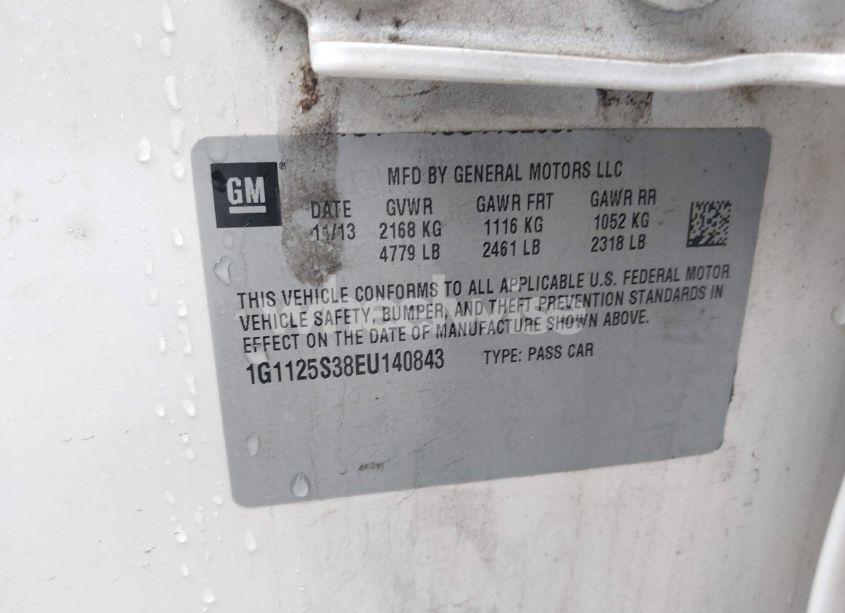 GM
MFD BY GENERAL MOTORS LLC
DATE GVWR GAWR FRT GAWR RR
11/13 2168 KG 1116 KG 1052 KG
4779 LB 2461 LB 2318 LB
THIS VEHICLE CONFORMS TO ALL APPLICABLE U.S. FEDERAL MOTOR
VEHICLE SAFETY, BUMPER, AND THEFT PREVENTION STANDARDS IN
EFFECT ON THE DATE OF MANUFACTURE SHOWN ABOVE.
1G1125S38EU140843 TYPE: PASS CAR